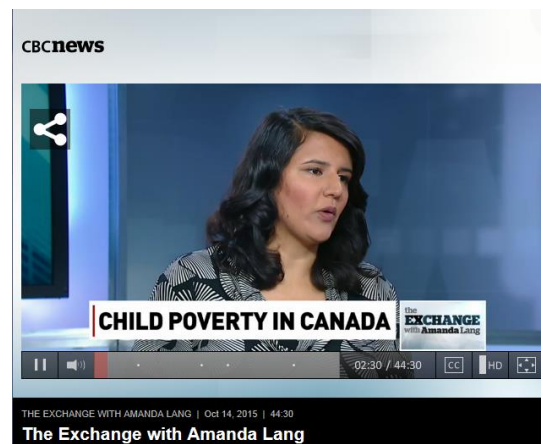 CBCnews
CHILD POVERTY IN CANADA
the
EXCHANGE
with Amanda Lang
02:30 / 44:30
CC
HD
THE EXCHANGE WITH AMANDA LANG | Oct 14, 2015 | 44:30
The Exchange with Amanda Lang